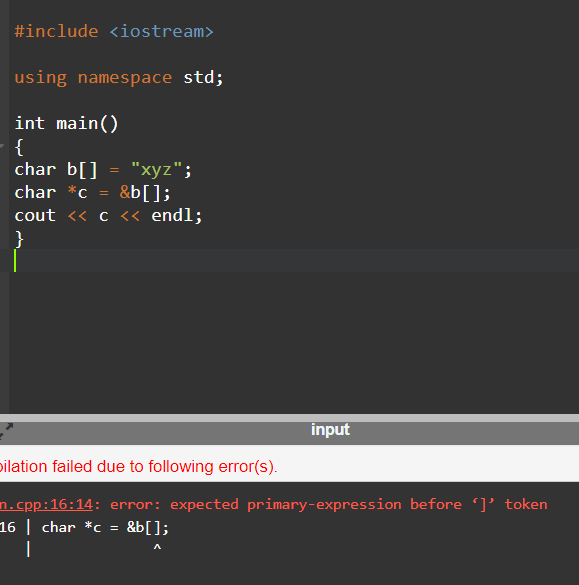 #include <iostream>
using namespace std;
int main()
{
char b[] = "xyz";
char *c = &b[];
cout << c << endl;
}
input
pilation failed due to following error(s).
n.cpp:16:14: error: expected primary-expression before ‘]’ token
16 | char *c = &b[];
| ^